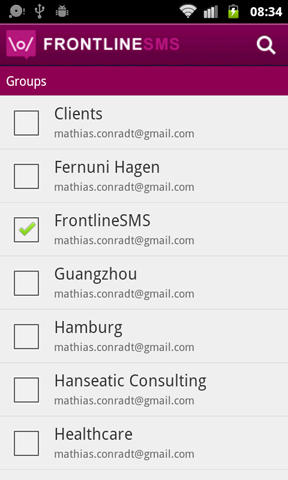 08:34
\o/ FRONTLINESMS
Groups
Clients
mathias.conradt@gmail.com
Fernuni Hagen
mathias.conradt@gmail.com
FrontlineSMS
mathias.conradt@gmail.com
Guangzhou
mathias.conradt@gmail.com
Hamburg
mathias.conradt@gmail.com
Hanseatic Consulting
mathias.conradt@gmail.com
Healthcare
mathias.conradt@gmail.com